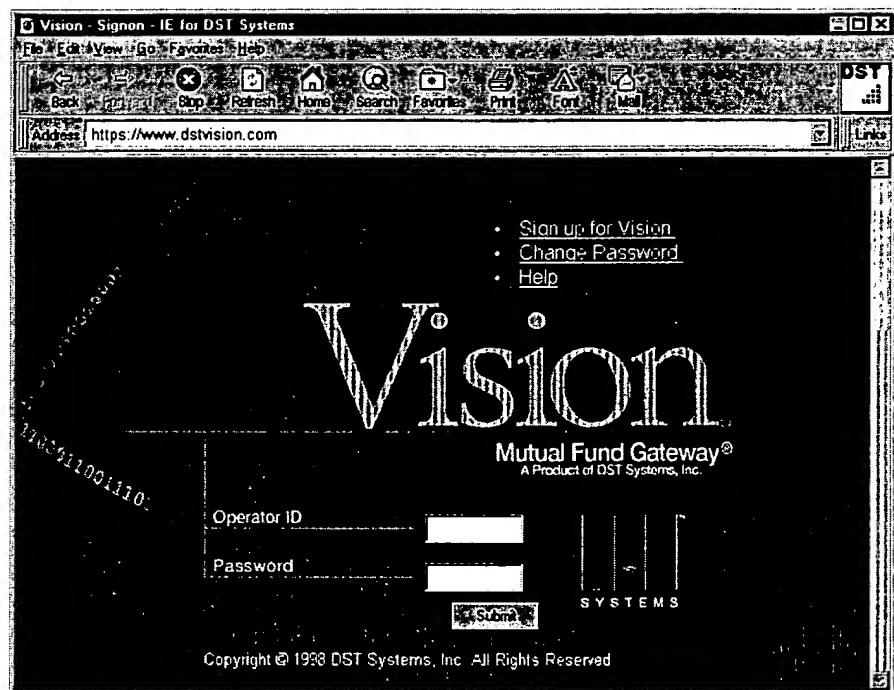 Vision - Signon - IE for DST Systems
File Edit View Go Favorites Help
Back Forward Stop Refresh Home Search Favorites Print Font Mail
DST
Address https://www.dstvision.com Links
• Sign up for Vision
• Change Password
• Help
Vision
Mutual Fund Gateway®
A Product of DST Systems, Inc.
Operator ID
Password
SYSTEMS
Submit
Copyright © 1998 DST Systems, Inc. All Rights Reserved